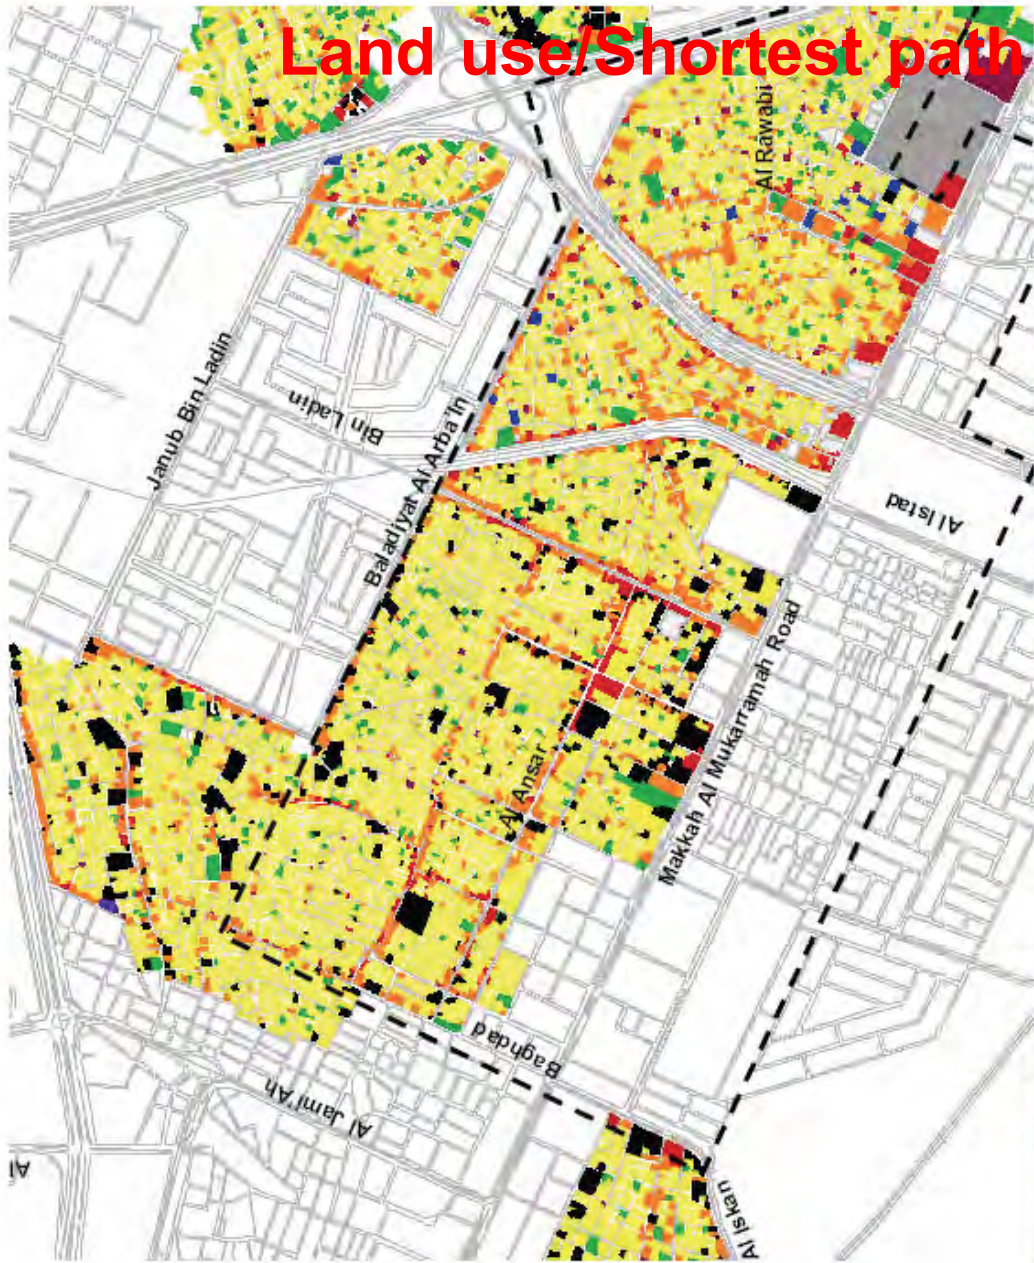 Land use/Shortest path
Al Rawabi
Janub Bin Ladin
Bin Ladin
Baladiyat Al Arba'In
Al Istad
Makkah Al Mukarramah Road
Al Ansar
Baghdad
Al Jami'Ah
Al
Al Iskan